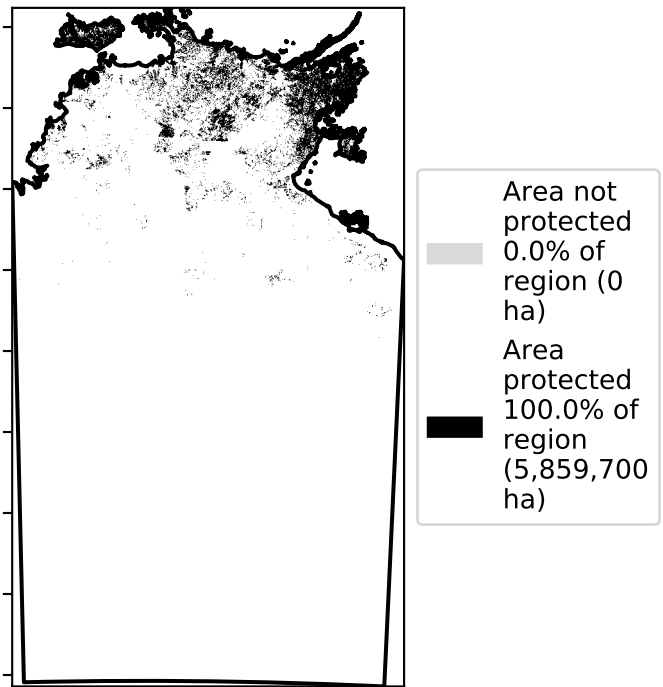 Area not
protected
0.0% of
region (0
ha)
Area
protected
100.0% of
region
(5,859,700
ha)